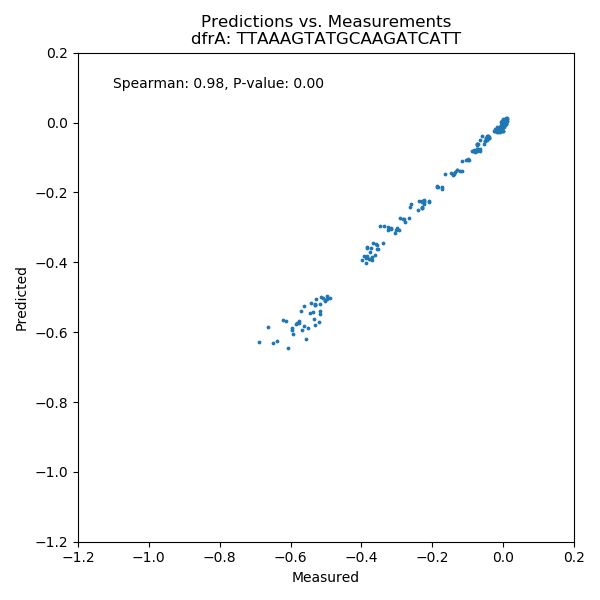 Predictions vs. Measurements
dfrA: TTAAAGTATGCAAGATCATT
Spearman: 0.98, P-value: 0.00
0.2
0.0
−0.2
−0.4
−0.6
−0.8
−1.0
−1.2
Predicted
−1.2 −1.0 −0.8 −0.6 −0.4 −0.2 0.0 0.2
Measured